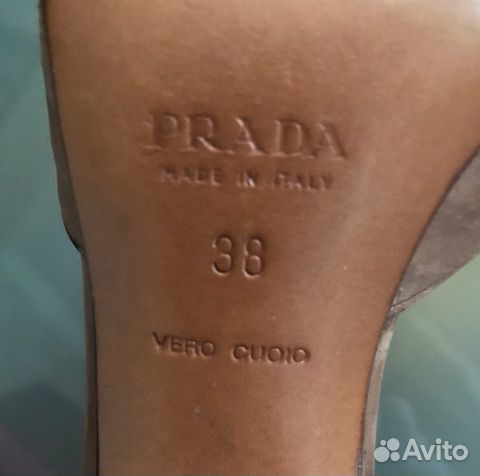 PRADA
MADE IN ITALY
38
VERO CUOIO
Avito